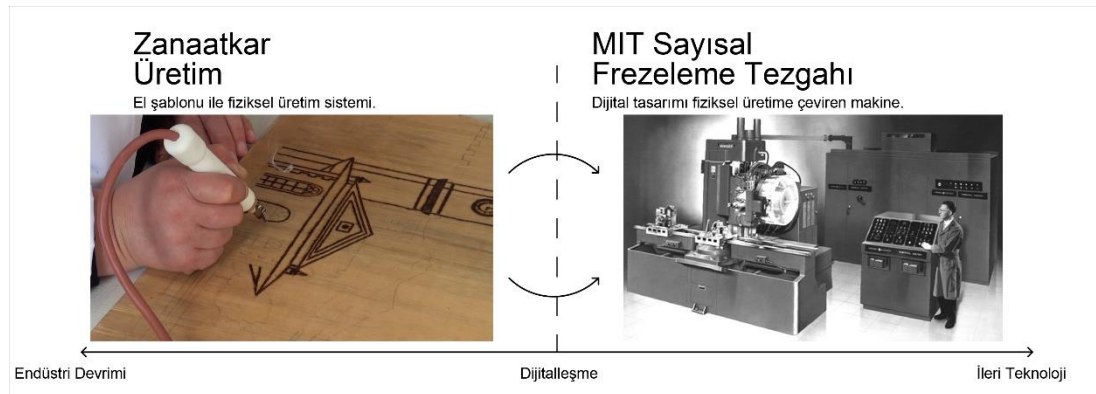 Zanaatkar
Üretim
El şablonu ile fiziksel üretim sistemi.
MIT Sayısal
Frezeleme Tezgahı
Dijital tasarımı fiziksel üretime çeviren makine.
Endüstri Devrimi
Dijitalleşme
İleri Teknoloji